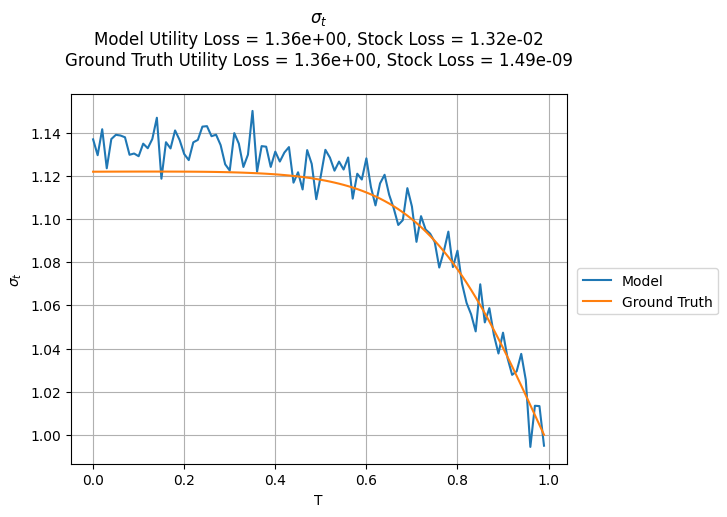 σt
Model Utility Loss = 1.36e+00, Stock Loss = 1.32e-02
Ground Truth Utility Loss = 1.36e+00, Stock Loss = 1.49e-09
1.14
1.12
1.10
1.08
1.06
1.04
1.02
1.00
σt
0.0 0.2 0.4 0.6 0.8 1.0
T
Model
Ground Truth